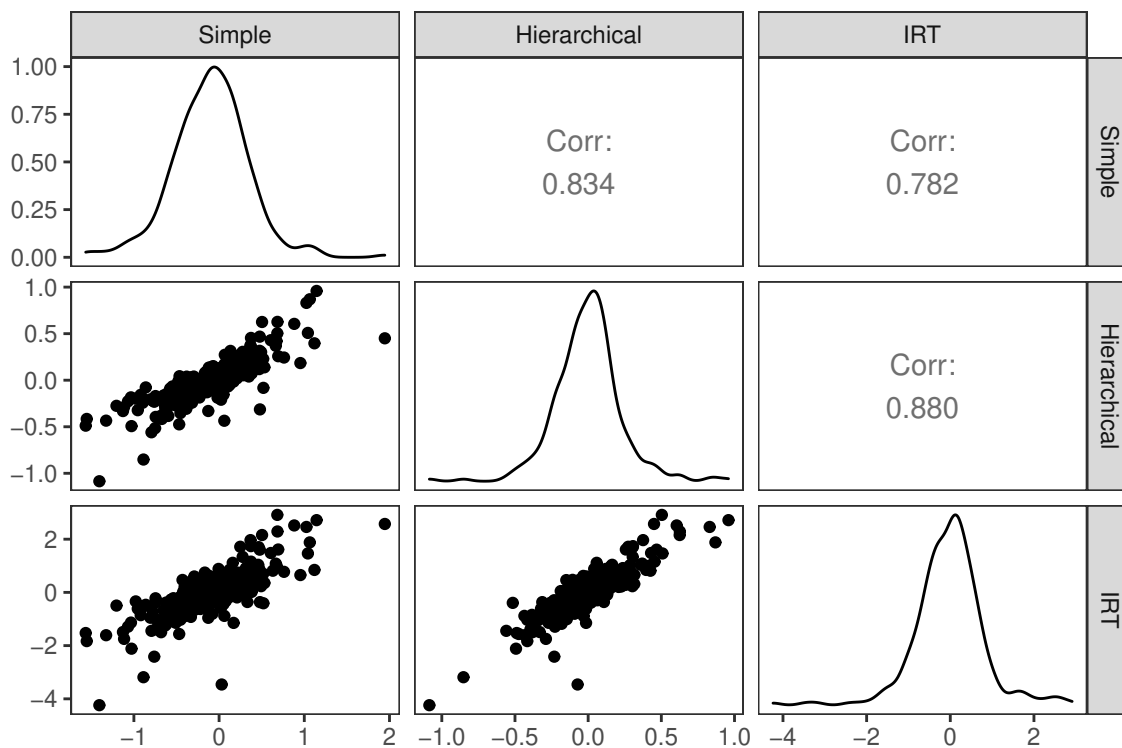 Simple Hierarchical IRT
1.00
0.75
0.50
0.25
0.00
Corr:
0.834
Corr:
0.782
Simple
1.0
0.5
0.0
−0.5
−1.0
Corr:
0.880
Hierarchical
2
0
−2
−4
IRT
−1 0 1 2
−1.0 −0.5 0.0 0.5 1.0
−4 −2 0 2